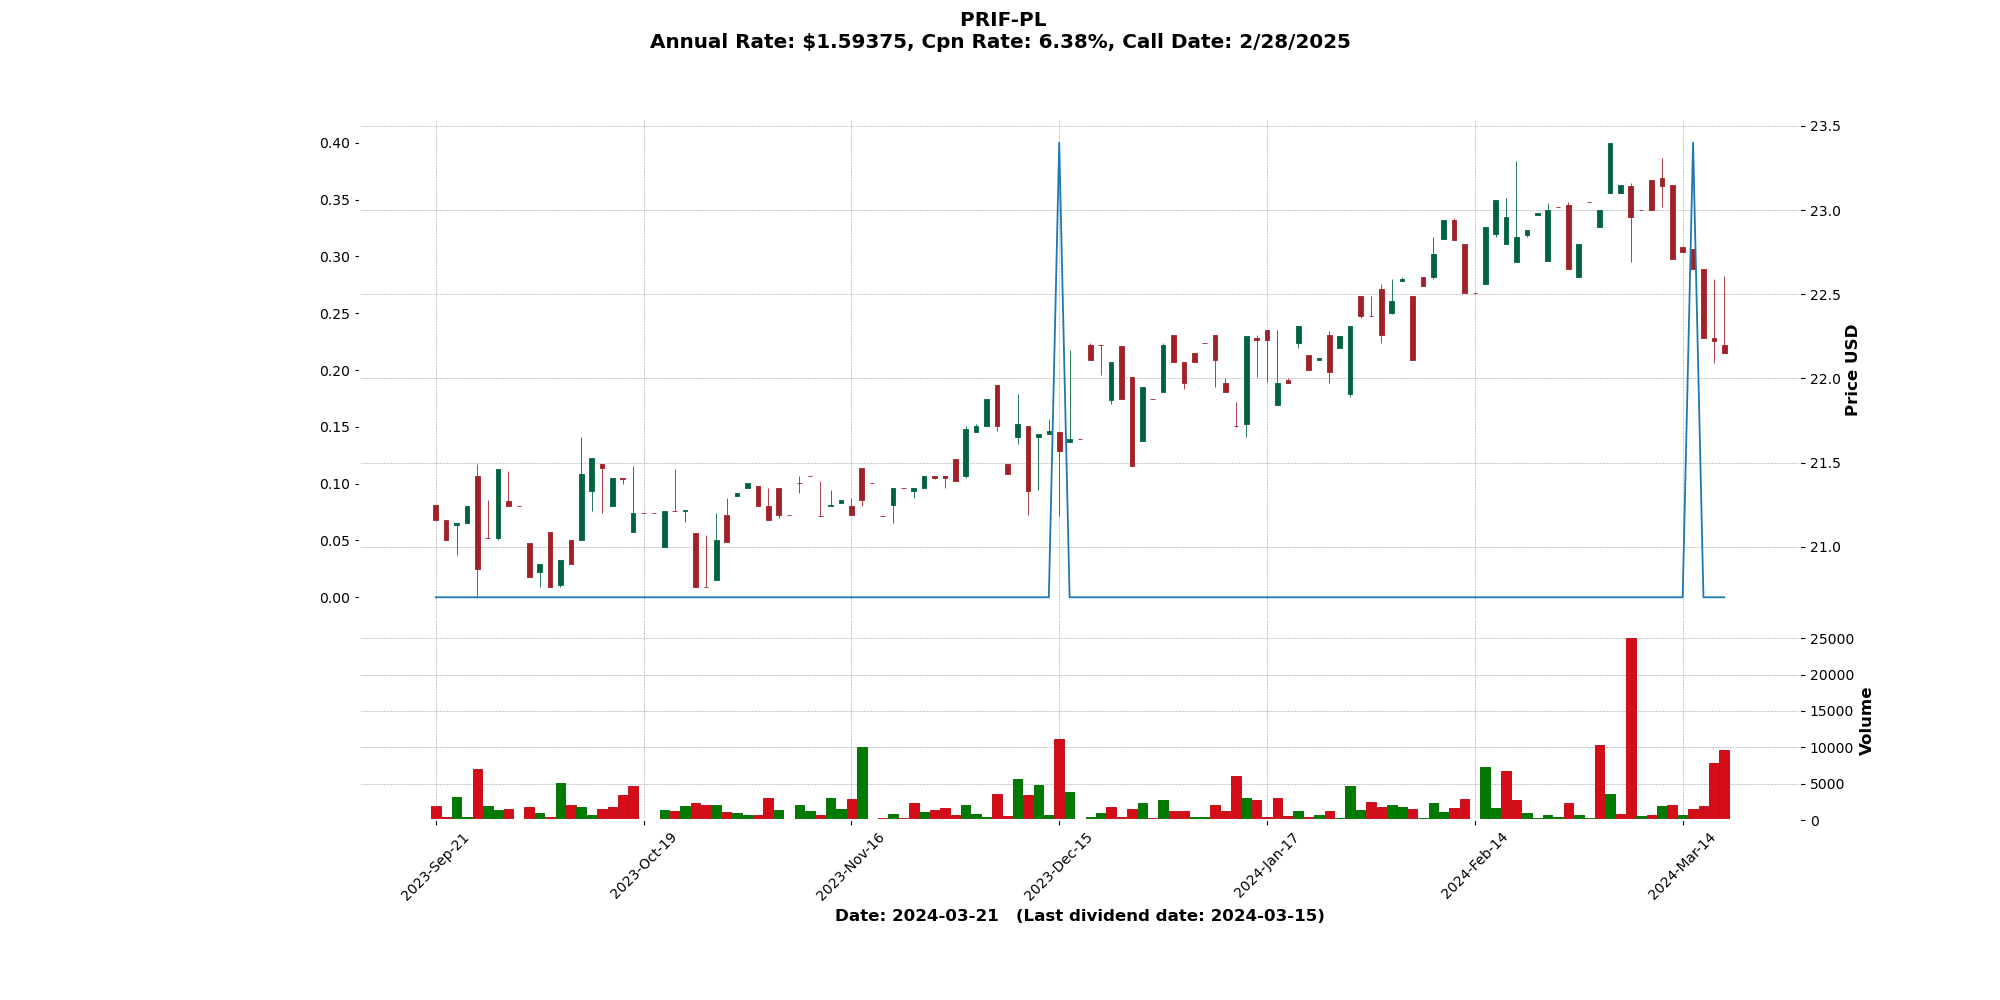 PRIF-PL
Annual Rate: $1.59375, Cpn Rate: 6.38%, Call Date: 2/28/2025
0.40
0.35
0.30
0.25
0.20
0.15
0.10
0.05
0.00
23.5
23.0
22.5
22.0
21.5
21.0
Price USD
25000
20000
15000
10000
5000
0
Volume
2023-Sep-21
2023-Oct-19
2023-Nov-16
2023-Dec-15
2024-Jan-17
2024-Feb-14
2024-Mar-14
Date: 2024-03-21 (Last dividend date: 2024-03-15)